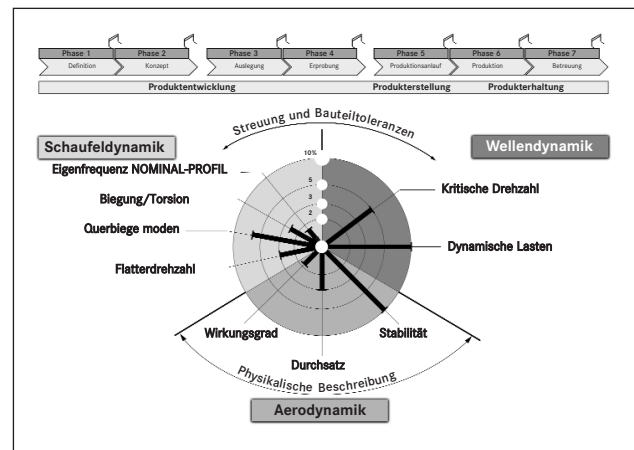 Phase 1 Phase 2 Phase 3 Phase 4 Phase 5 Phase 6 Phase 7
Definition Konzept Auslegung Erprobung Produktionsanlauf Produktion Betreuung
Produktentwicklung Produkterstellung Produkterhaltung
Streuung und Bauteiltoleranzen
Schaufeldynamik
Wellendynamik
10%
5
3
2
Eigenfrequenz NOMINAL-PROFIL
Biegung/Torsion
Querbiege moden
Flatterdrehzahl
Kritische Drehzahl
Dynamische Lasten
Wirkungsgrad
Stabilität
Durchsatz
Physikalische Beschreibung
Aerodynamik